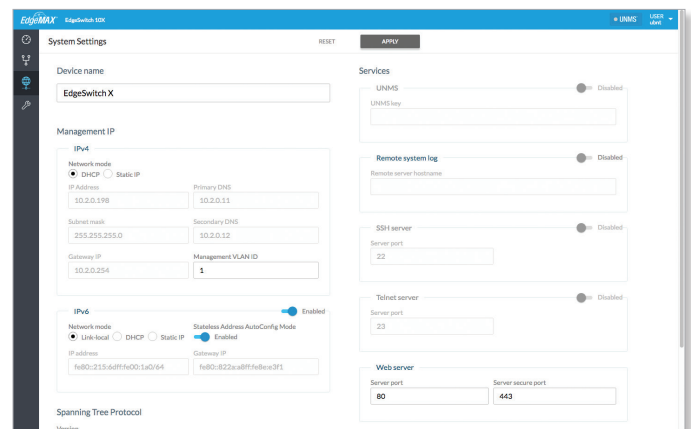 EdgeMAX EdgeSwitch 10X
UNMS
USER
ubnt
System Settings
RESET
APPLY
Device name
EdgeSwitch X
Management IP
IPv4
Network mode
DHCP Static IP
IP Address Primary DNS
10.2.0.198 10.2.0.11
Subnet mask Secondary DNS
255.255.255.0 10.2.0.12
Gateway IP Management VLAN ID
10.2.0.254 1
IPv6 Enabled
Network mode Stateless Address AutoConfig Mode
Link-local DHCP Static IP Enabled
IP address Gateway IP
fe80::215:6dff:fe00:1a0/64 fe80::822a:a8ff:fe8e:e3f1
Spanning Tree Protocol
Version
Services
UNMS Disabled
UNMS key
Remote system log Disabled
Remote server hostname
SSH server Disabled
Server port
22
Telnet server Disabled
Server port
23
Web server
Server port Server secure port
80 443